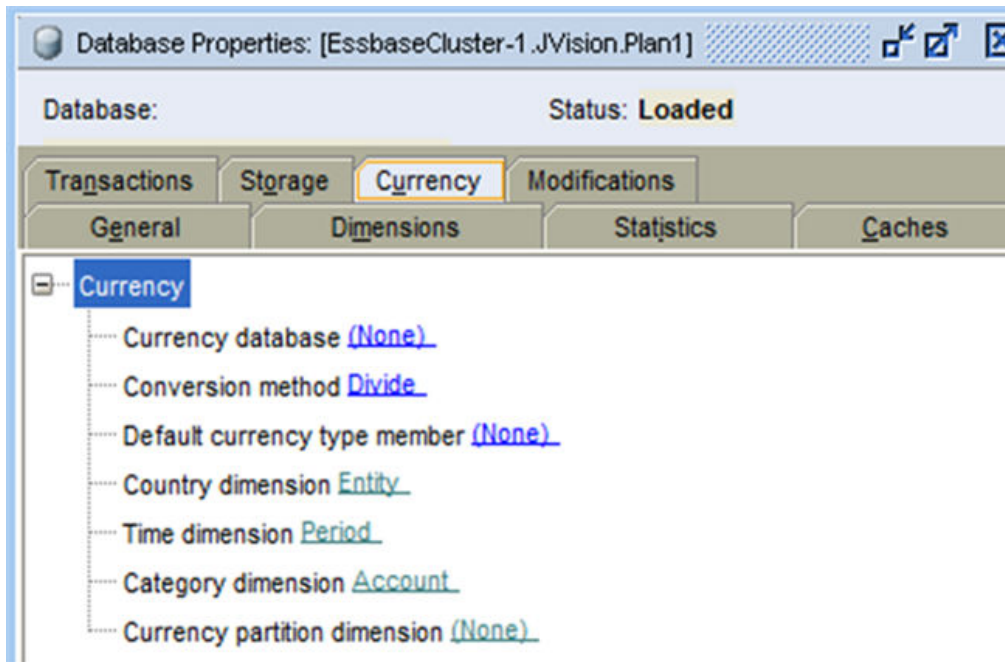 Database Properties: [EssbaseCluster-1.JVision.Plan1]
Database: Status: Loaded
Transactions Storage Currency Modifications
General Dimensions Statistics Caches
Currency
Currency database (None)
Conversion method Divide
Default currency type member (None)
Country dimension Entity
Time dimension Period
Category dimension Account
Currency partition dimension (None)